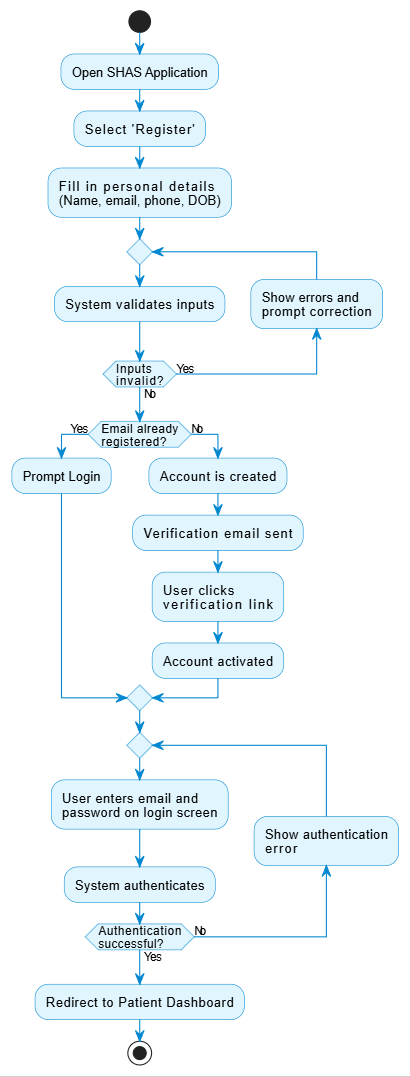 Open SHAS Application
Select 'Register'
Fill in personal details
(Name, email, phone, DOB)
System validates inputs
Show errors and
prompt correction
Inputs
invalid?
Yes
No
Email already
registered?
Yes
No
Prompt Login
Account is created
Verification email sent
User clicks
verification link
Account activated
User enters email and
password on login screen
Show authentication
error
System authenticates
Authentication
successful?
No
Yes
Redirect to Patient Dashboard